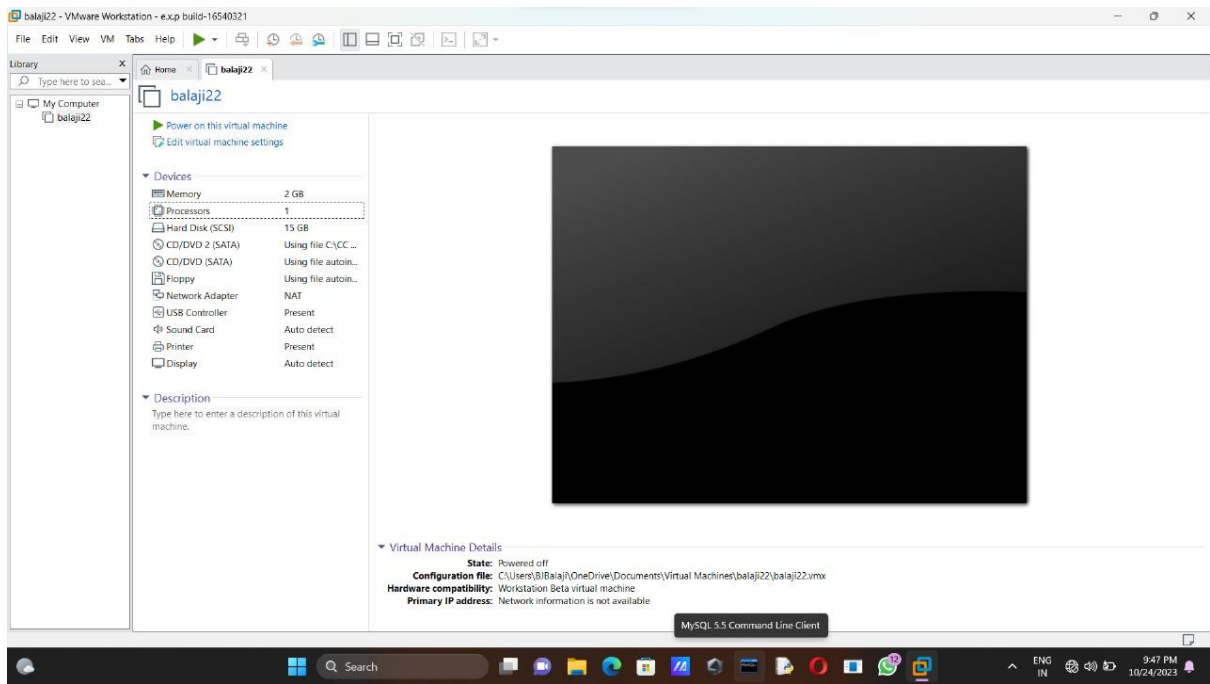 balaji22 - VMware Workstation - e.x.p build-16540321
File Edit View VM Tabs Help
Library X
Type here to sea...
My Computer
balaji22
Home × balaji22 ×
balaji22
Power on this virtual machine
Edit virtual machine settings
Devices
Memory 2 GB
Processors 1
Hard Disk (SCSI) 15 GB
CD/DVD 2 (SATA) Using file C:\CC ...
CD/DVD (SATA) Using file autoin...
Floppy Using file autoin...
Network Adapter NAT
USB Controller Present
Sound Card Auto detect
Printer Present
Display Auto detect
Description
Type here to enter a description of this virtual
machine.
Virtual Machine Details
State: Powered off
Configuration file: C:\Users\BJBalaji\OneDrive\Documents\Virtual Machines\balaji22\balaji22.vmx
Hardware compatibility: Workstation Beta virtual machine
Primary IP address: Network information is not available
MySQL 5.5 Command Line Client
Search
12
ENG
IN
9:47 PM
10/24/2023